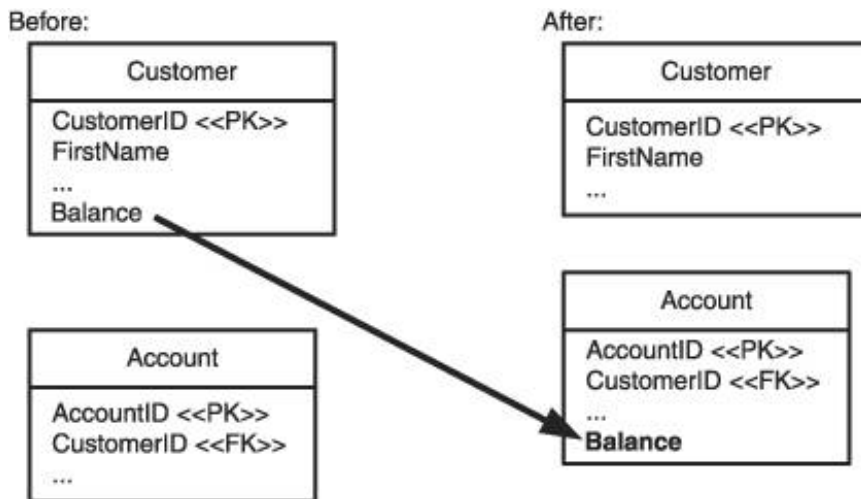 Before:
Customer
CustomerID <<PK>>
FirstName
...
Balance
Account
AccountID <<PK>>
CustomerID <<FK>>
...
After:
Customer
CustomerID <<PK>>
FirstName
...
Account
AccountID <<PK>>
CustomerID <<FK>>
...
Balance